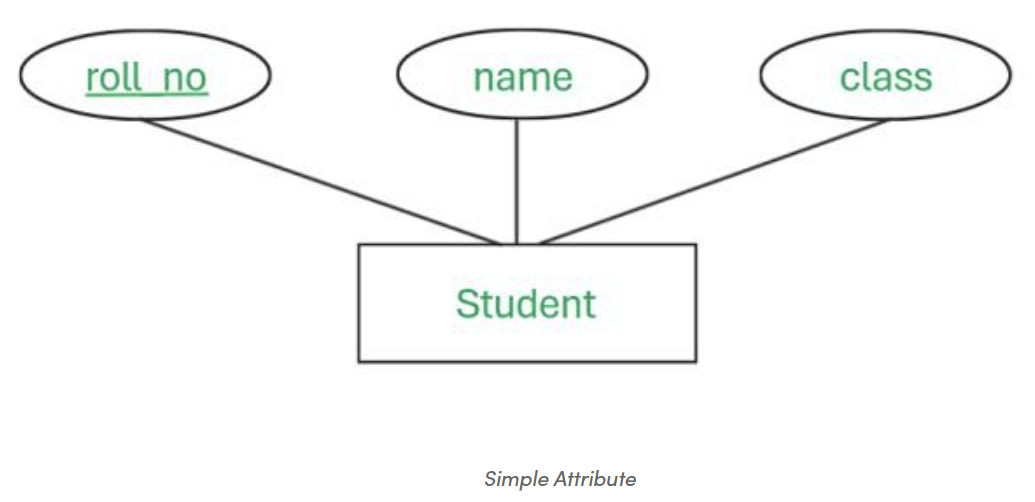 roll_no
name
class
Student
Simple Attribute